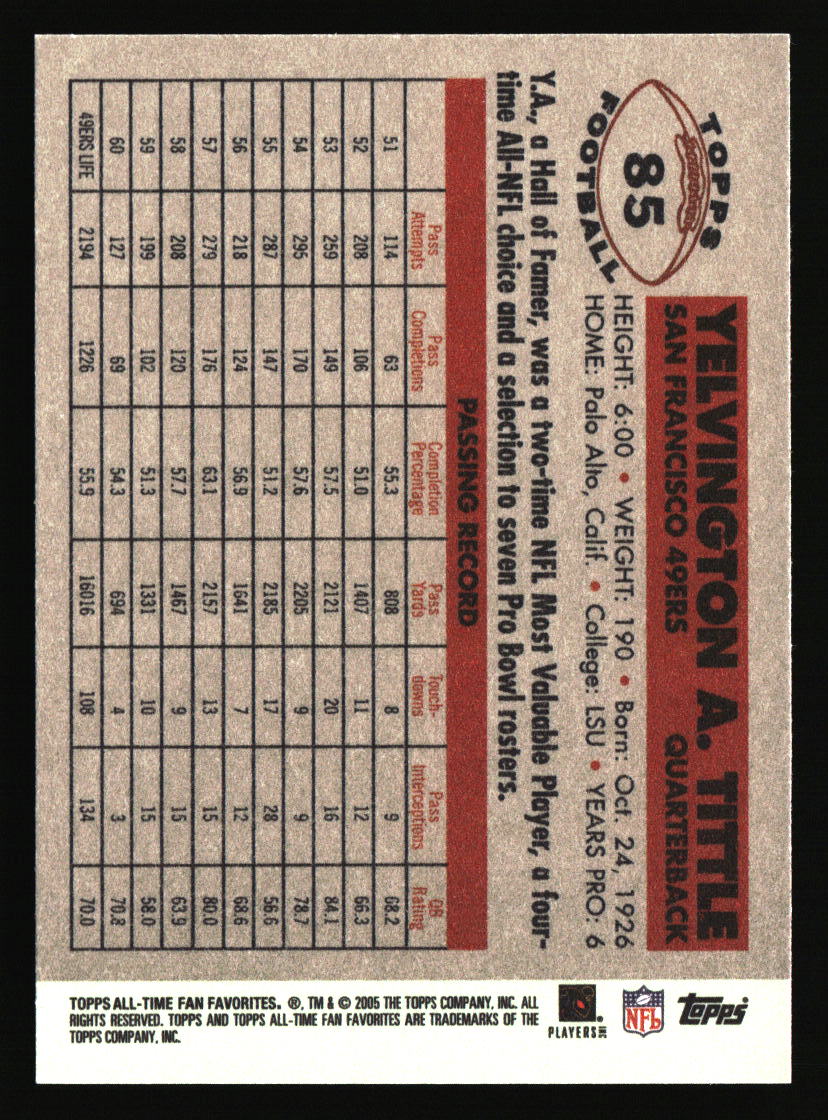 TOPPS
FOOTBALL
85
YELVINGTON A. TITTLE
SAN FRANCISCO 49ERS QUARTERBACK
HEIGHT: 6:00 • WEIGHT: 190 • Born: Oct. 24, 1926
HOME: Palo Alto, Calif. • College: LSU • YEARS PRO: 6
Y.A., a Hall of Famer, was a two-time NFL Most Valuable Player, a four-
time All-NFL choice and a selection to seven Pro Bowl rosters.
PASSING RECORD
Pass Attempts Pass Completions Completion Percentage Pass Yards Touch-downs Pass Interceptions QB Rating
51 114 63 55.3 808 8 9 68.2
52 208 106 51.0 1407 11 12 66.3
53 259 149 57.5 2121 20 16 84.1
54 295 170 57.6 2205 9 9 78.7
55 287 147 51.2 2185 17 28 56.6
56 218 124 56.9 1641 7 12 68.6
57 279 176 63.1 2157 13 15 80.0
58 208 120 57.7 1467 9 15 63.9
59 199 102 51.3 1331 10 15 58.0
60 127 69 54.3 694 4 3 70.8
49ERS LIFE 2194 1226 55.9 16016 108 134 70.0
TOPPS ALL-TIME FAN FAVORITES. ®, TM & © 2005 THE TOPPS COMPANY, INC. ALL
RIGHTS RESERVED. TOPPS AND TOPPS ALL-TIME FAN FAVORITES ARE TRADEMARKS OF THE
TOPPS COMPANY, INC.
PLAYERS INC
NFL
Topps